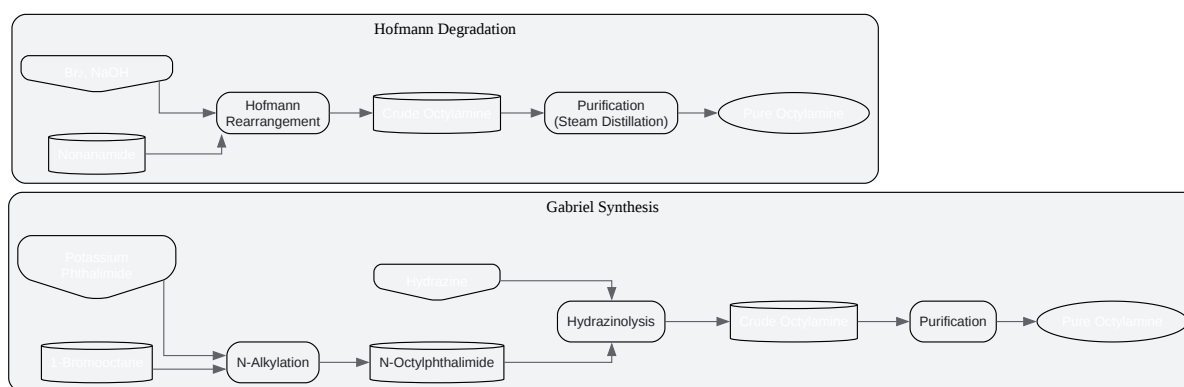 Hofmann Degradation
Br₂, NaOH
Hofmann
Rearrangement
Crude Octylamine
Purification
(Steam Distillation)
Pure Octylamine
Nonanamide
Gabriel Synthesis
Potassium
Phthalimide
Hydrazine
Hydrazinolysis
Crude Octylamine
Purification
Pure Octylamine
1-Bromooctane
N-Alkylation
N-Octylphthalimide